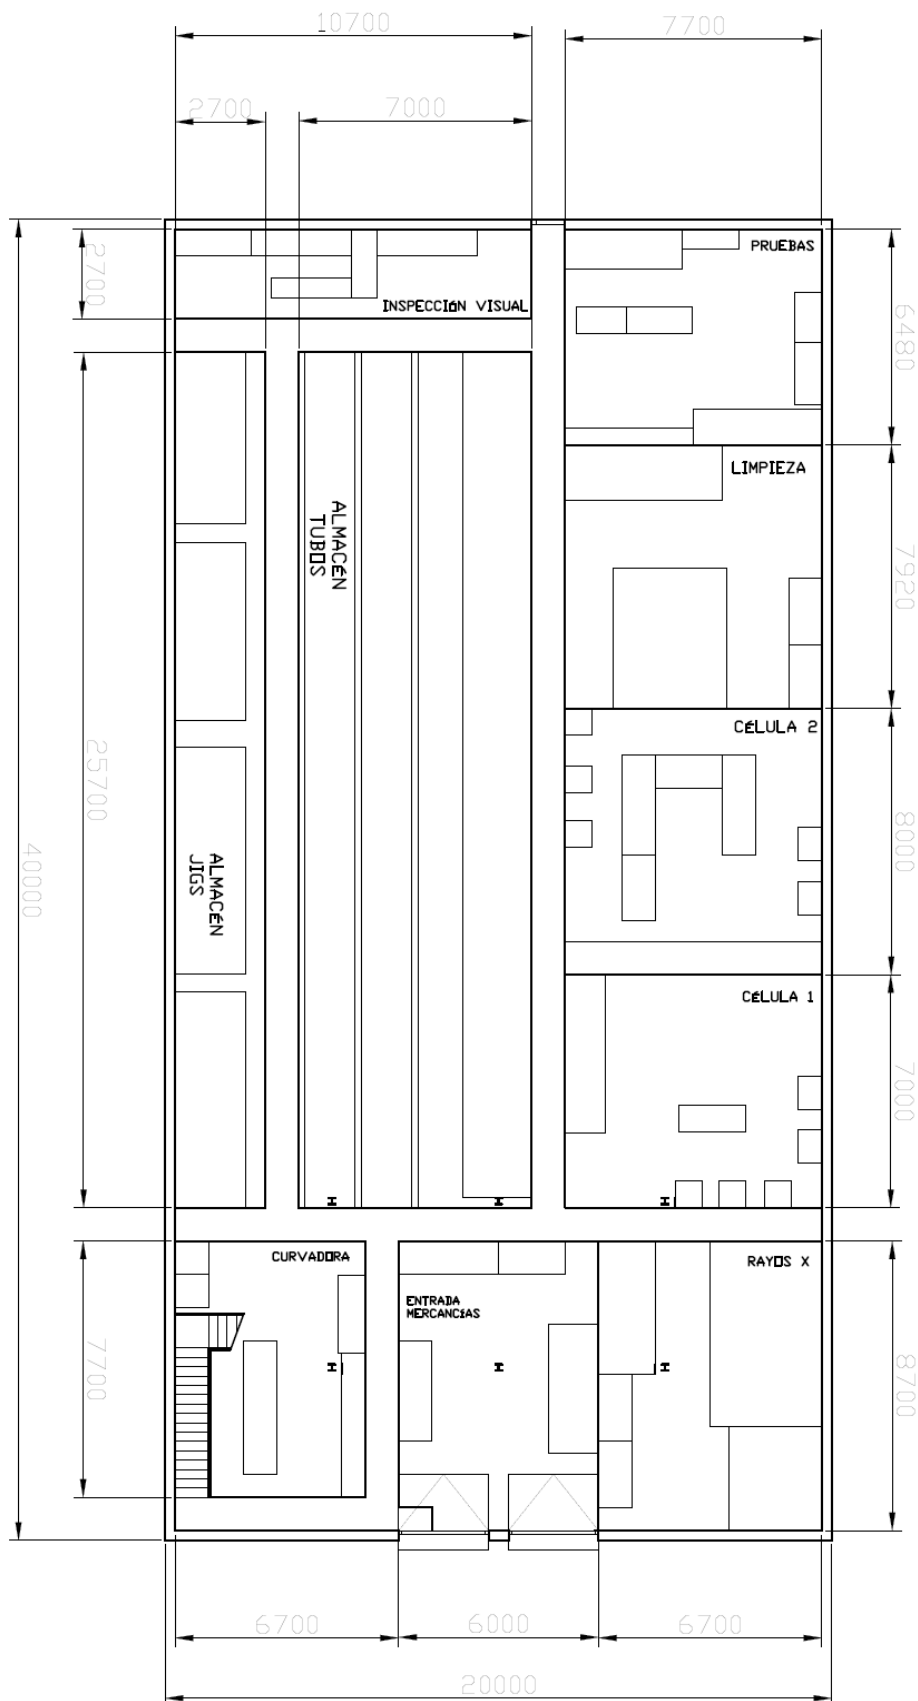 10700
7700
2700
7000
2700
PRUEBAS
INSPECCIÓN VISUAL
6480
ALMACÉN
TUBOS
LIMPIEZA
7920
CÉLULA 2
25700
40000
ALMACÉN
JIGS
8000
CÉLULA 1
7000
CURVADORA
ENTRADA
MERCANCÍAS
RAYOS X
7700
8700
6700
6000
6700
20000